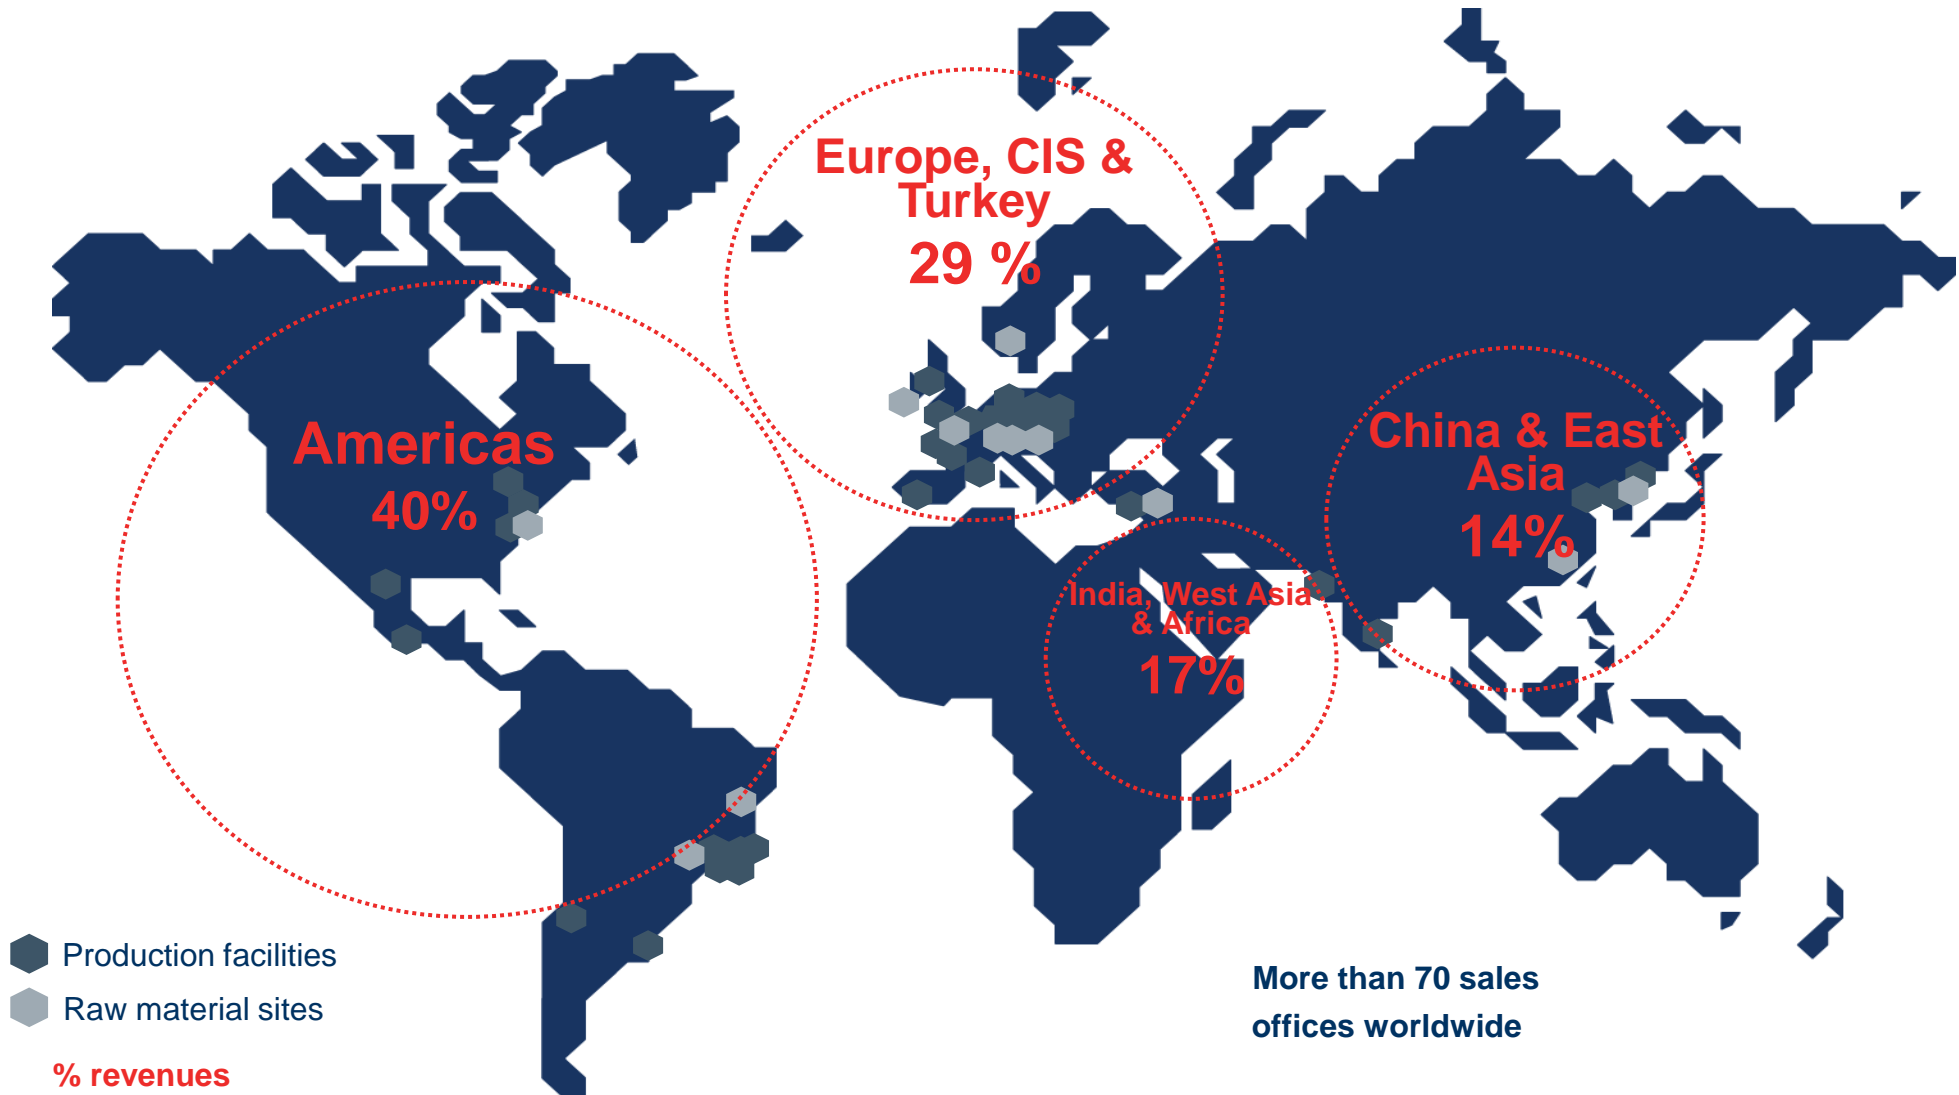 Europe, CIS &
Turkey
29 %
Americas
40%
China & East
Asia
14%
India, West Asia
& Africa
17%
Production facilities
Raw material sites
% revenues
More than 70 sales
offices worldwide